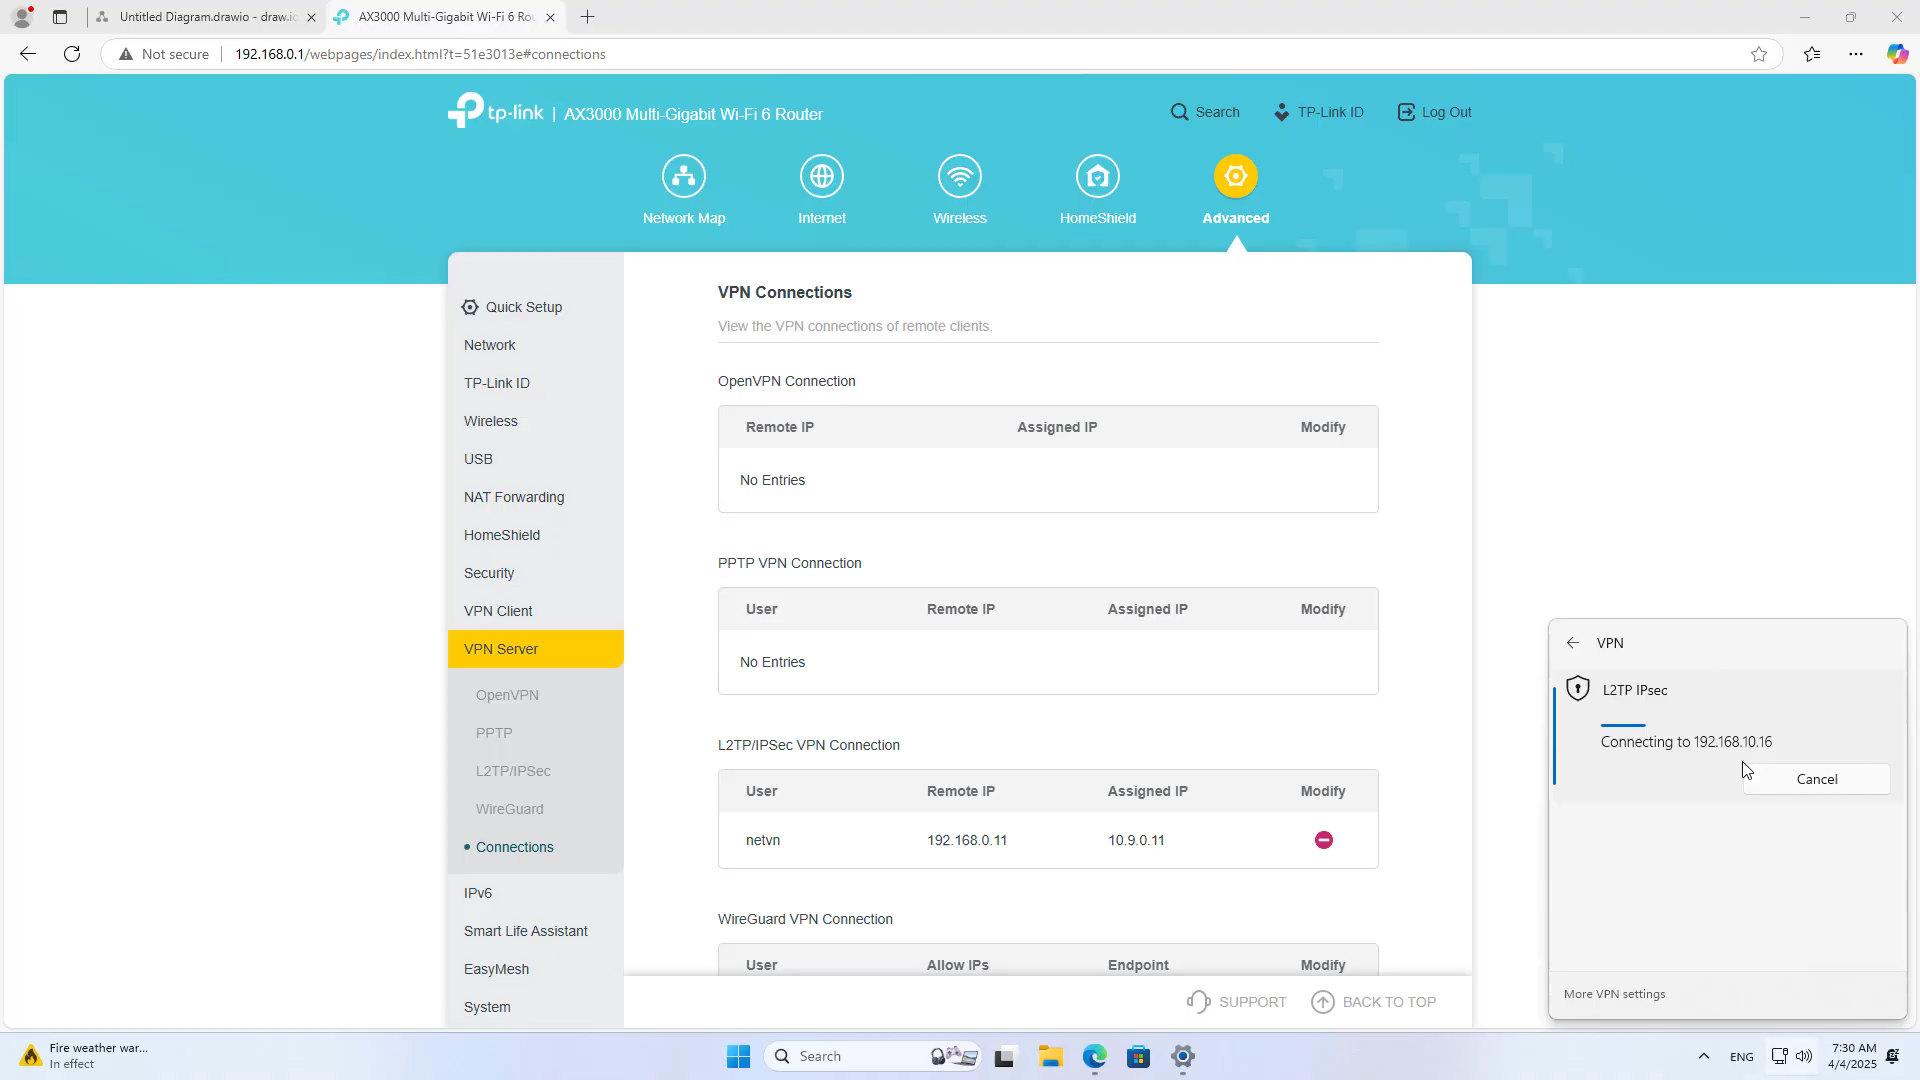 Untitled Diagram.drawio - draw.i
AX3000 Multi-Gigabit Wi-Fi 6 Rou
Not secure
192.168.0.1/webpages/index.html?t=51e3013e#connections
tp-link | AX3000 Multi-Gigabit Wi-Fi 6 Router
Search
TP-Link ID
Log Out
Network Map
Internet
Wireless
HomeShield
Advanced
Quick Setup
Network
TP-Link ID
Wireless
USB
NAT Forwarding
HomeShield
Security
VPN Client
VPN Server
OpenVPN
PPTP
L2TP/IPSec
WireGuard
Connections
IPv6
Smart Life Assistant
EasyMesh
System
VPN Connections
View the VPN connections of remote clients.
OpenVPN Connection
Remote IP Assigned IP Modify
No Entries
PPTP VPN Connection
User Remote IP Assigned IP Modify
No Entries
L2TP/IPSec VPN Connection
User Remote IP Assigned IP Modify
netvn 192.168.0.11 10.9.0.11
WireGuard VPN Connection
User Allow IPs Endpoint Modify
SUPPORT
BACK TO TOP
VPN
L2TP IPsec
Connecting to 192.168.10.16
Cancel
More VPN settings
Fire weather war...
In effect
Search
ENG
7:30 AM
4/4/2025